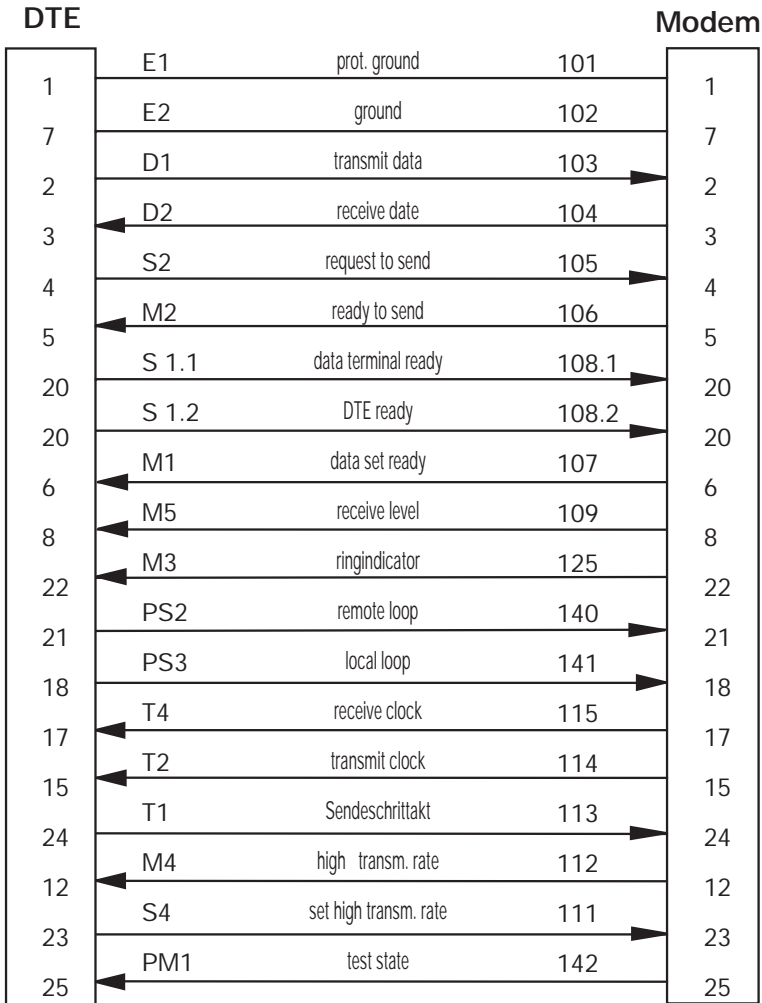 DTE Modem
E1 prot. ground 101
1 1
E2 ground 102
7 7
D1 transmit data 103
2 2
D2 receive date 104
3 3
S2 request to send 105
4 4
M2 ready to send 106
5 5
S 1.1 data terminal ready 108.1
20 20
S 1.2 DTE ready 108.2
20 20
M1 data set ready 107
6 6
M5 receive level 109
8 8
M3 ringindicator 125
22 22
PS2 remote loop 140
21 21
PS3 local loop 141
18 18
T4 receive clock 115
17 17
T2 transmit clock 114
15 15
T1 Sendeschrittakt 113
24 24
M4 high transm. rate 112
12 12
S4 set high transm. rate 111
23 23
PM1 test state 142
25 25